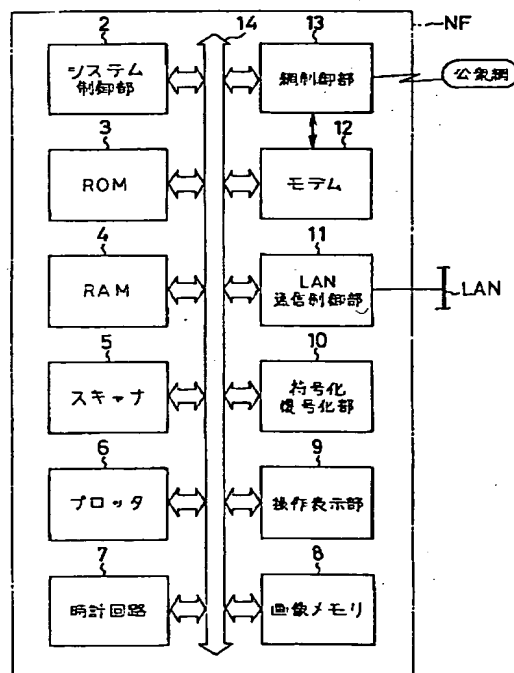 2
システム
制御部
14
13
網制御部
NF
公衆網
3
ROM
12
モデム
4
RAM
11
LAN
送信制御部
LAN
5
スキャナ
10
符号化
復号化部
6
プロッタ
9
操作表示部
7
時計回路
8
画像メモリ